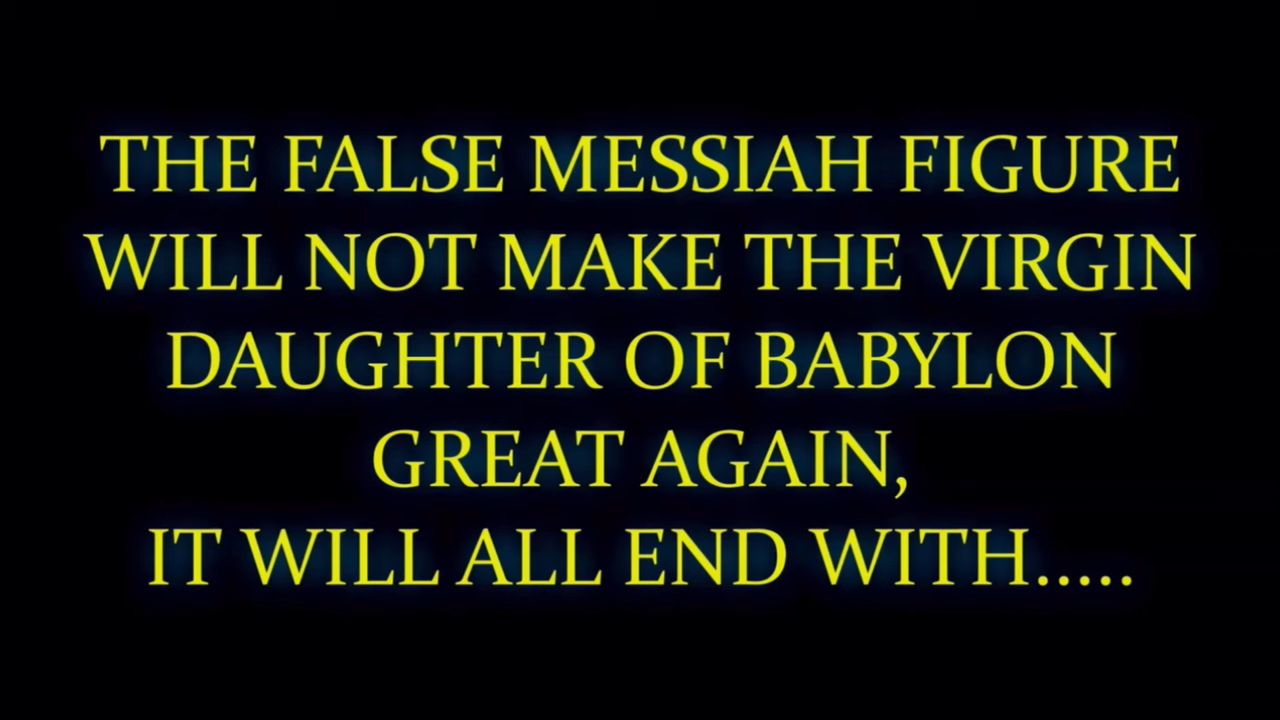 THE FALSE MESSIAH FIGURE
WILL NOT MAKE THE VIRGIN
DAUGHTER OF BABYLON
GREAT AGAIN,
IT WILL ALL END WITH.....